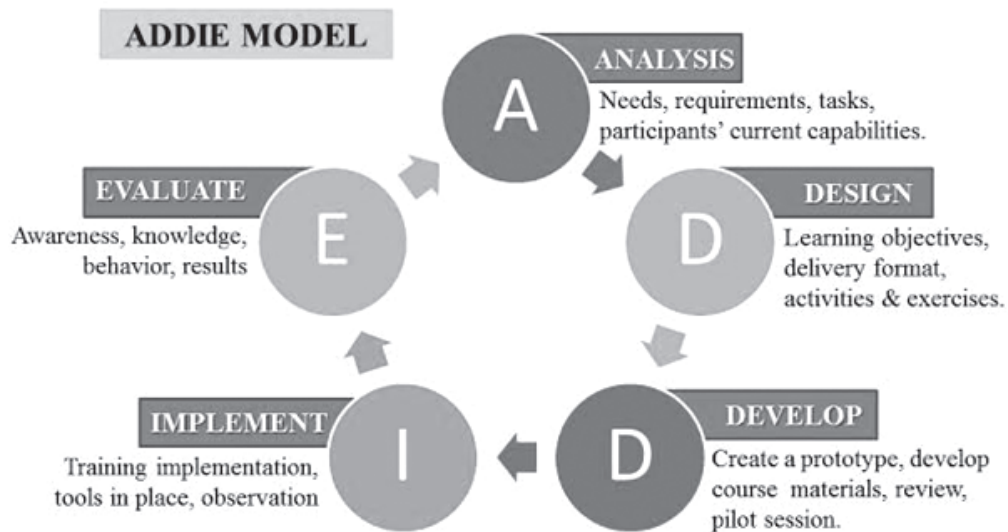 ADDIE MODEL
A
ANALYSIS
Needs, requirements, tasks,
participants' current capabilities.
D
DESIGN
Learning objectives,
delivery format,
activities & exercises.
D
DEVELOP
Create a prototype, develop
course materials, review,
pilot session.
I
IMPLEMENT
Training implementation,
tools in place, observation
E
EVALUATE
Awareness, knowledge,
behavior, results